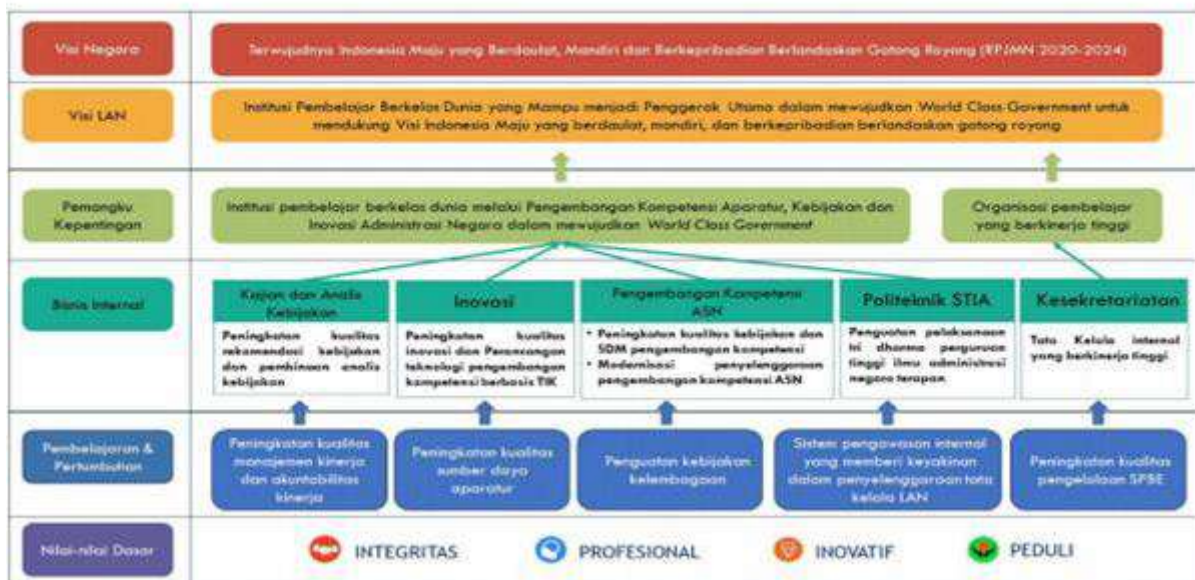 Visi Negara
Terwujudnya Indonesia Maju yang Berdaulat, Mandiri dan Berkepribadian Berlandaskan Gotong Royong (RPJMN 2020-2024)
Visi LAN
Institusi Pembelajar Berkelas Dunia yang Mampu menjadi Penggerak Utama dalam mewujudkan World Class Government untuk
mendukung Visi Indonesia Maju yang berdaulat, mandiri, dan berkepribadian berlandaskan gotong royong
Pemangku
Kepentingan
Institusi pembelajar berkelas dunia melalui Pengembangan Kompetensi Aparatur, Kebijakan dan
Inovasi Administrasi Negara dalam mewujudkan World Class Government
Organisasi pembelajar
yang berkinerja tinggi
Bisnis Internal
Kajian dan Analis
Kebijakan
Peningkatan kualitas
rekomendasi kebijakan
dan pembinaan analis
kebijakan
Inovasi
Peningkatan kualitas
inovasi dan Perancangan
teknologi pengembangan
kompetensi berbasis TIK
Pengembangan Kompetensi
ASN
• Peningkatan kualitas kebijakan dan
SDM pengembangan kompetensi
• Modernisasi penyelenggaraan
pengembangan kompetensi ASN
Politeknik STIA
Penguatan pelaksanaan
tri dharma perguruan
tinggi ilmu administrasi
negara terapan
Kesekretariatan
Tata Kelola internal
yang berkinerja tinggi
Pembelajaran &
Pertumbuhan
Peningkatan kualitas
manajemen kinerja
dan akuntabilitas
kinerja
Peningkatan kualitas
sumber daya
aparatur
Penguatan kebijakan
kelembagaan
Sistem pengawasan internal
yang memberi keyakinan
dalam penyelenggaraan tata
kelola LAN
Peningkatan kualitas
pengelolaan SPBE
Nilai-nilai Dasar
INTEGRITAS
PROFESIONAL
INOVATIF
PEDULI